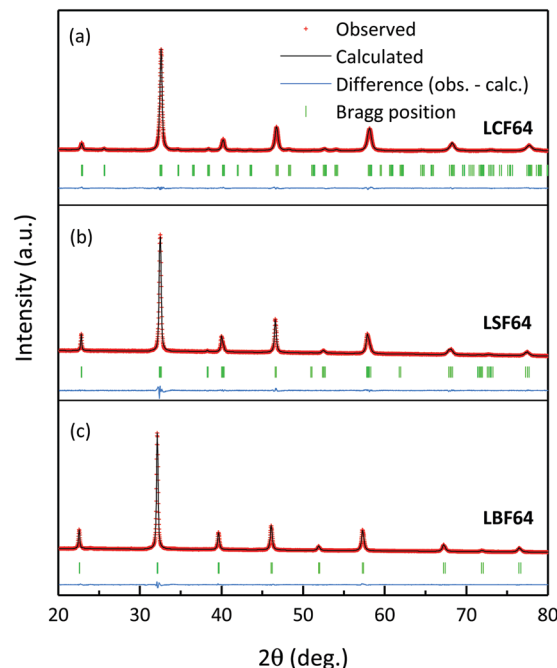 (a)
Observed
Calculated
Difference (obs. - calc.)
Bragg position
LCF64
(b)
LSF64
(c)
LBF64
Intensity (a.u.)
20 30 40 50 60 70 80
2θ (deg.)